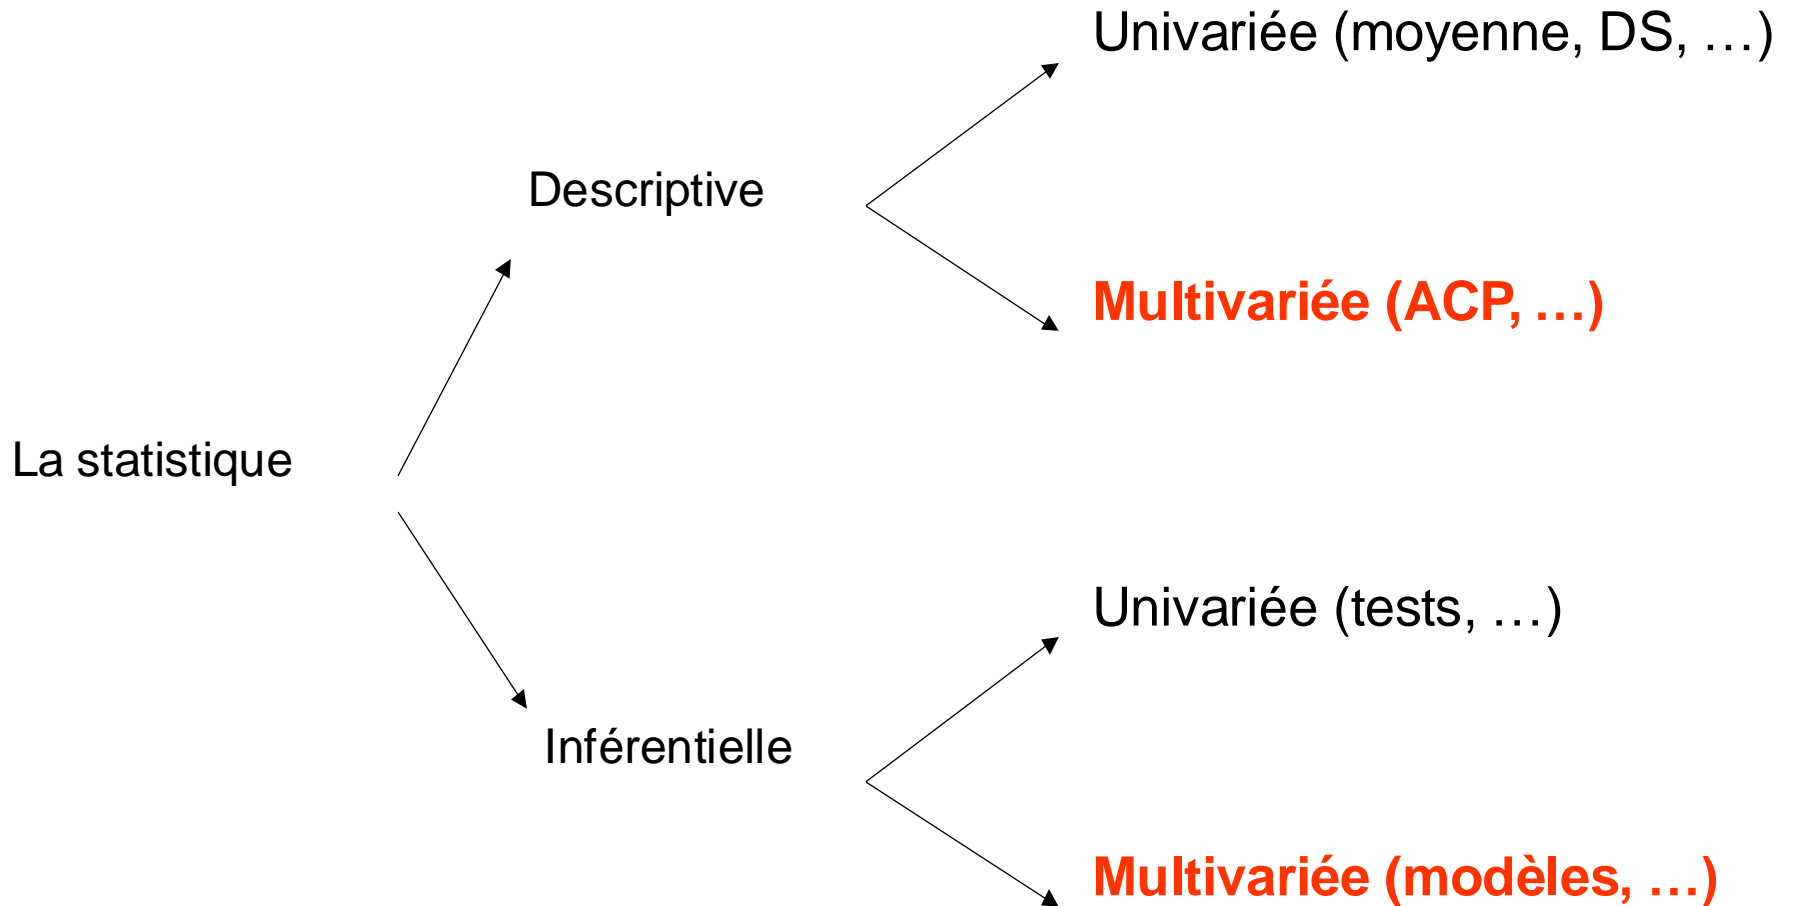 Univariée (moyenne, DS, …)
Descriptive
Multivariée (ACP, …)
La statistique
Univariée (tests, …)
Inférentielle
Multivariée (modèles, …)